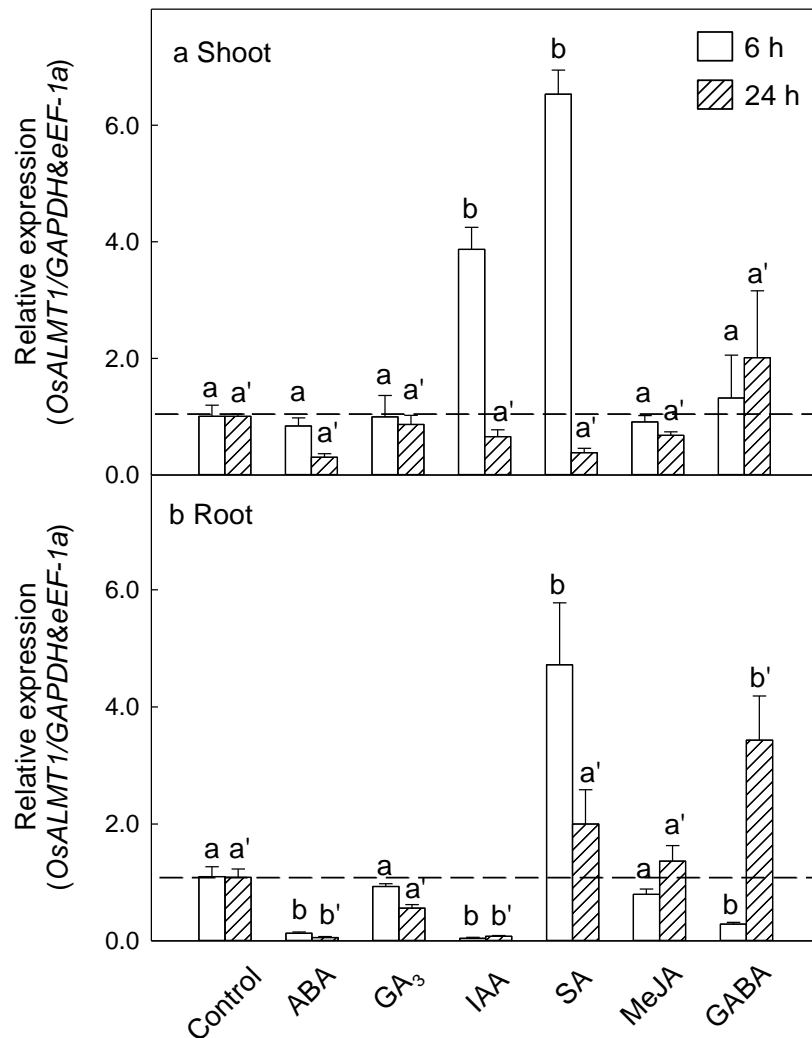 a Shoot
6 h
24 h
Relative expression
(OsALMT1/GAPDH&eEF-1a)
6.0
4.0
2.0
0.0
a a' a a' a a' b a' b a' a a' a a'
b Root
Relative expression
(OsALMT1/GAPDH&eEF-1a)
6.0
4.0
2.0
0.0
a a' b b' a a' b b' b a' a a' b b'
Control
ABA
GA₃
IAA
SA
MeJA
GABA